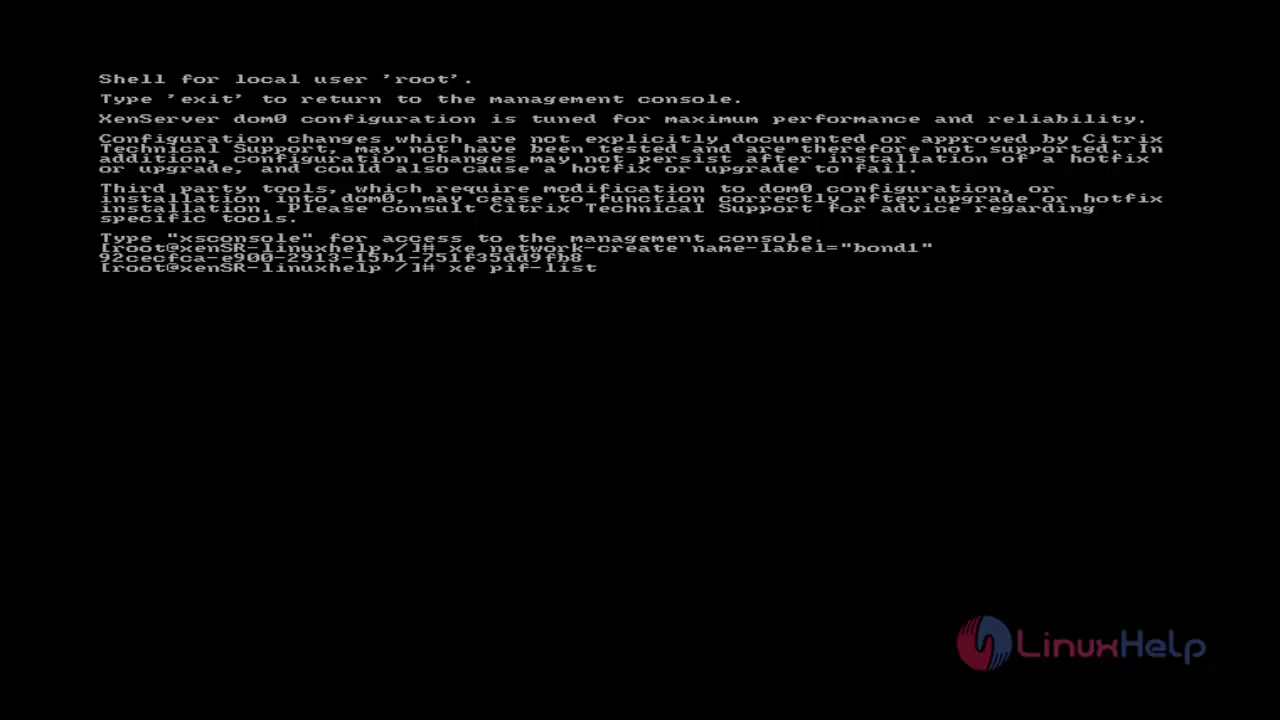 Shell for local user 'root'.
Type 'exit' to return to the management console.
XenServer dom0 configuration is tuned for maximum performance and reliability.
Configuration changes which are not explicitly documented or approved by Citrix
Technical Support, may not have been tested and are therefore not supported. In
addition, configuration changes may not persist after installation of a hotfix
or upgrade, and could also cause a hotfix or upgrade to fail.
Third party tools, which require modification to dom0 configuration, or
installation into dom0, may cease to function correctly after upgrade or hotfix
installation. Please consult Citrix Technical Support for advice regarding
specific tools.
Type "xsconsole" for access to the management console.
[root@xenSR-linuxhelp /]# xe network-create name-label="bond1"
92cecfca-e900-2913-15b1-751f35dd9fb8
[root@xenSR-linuxhelp /]# xe pif-list
LinuxHelp